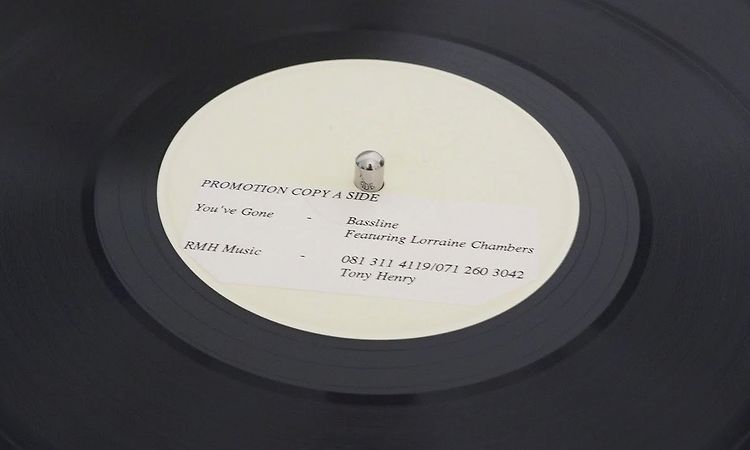 PROMOTION COPY A SIDE
You've Gone - Bassline
Featuring Lorraine Chambers
RMH Music - 081 311 4119/071 260 3042
Tony Henry